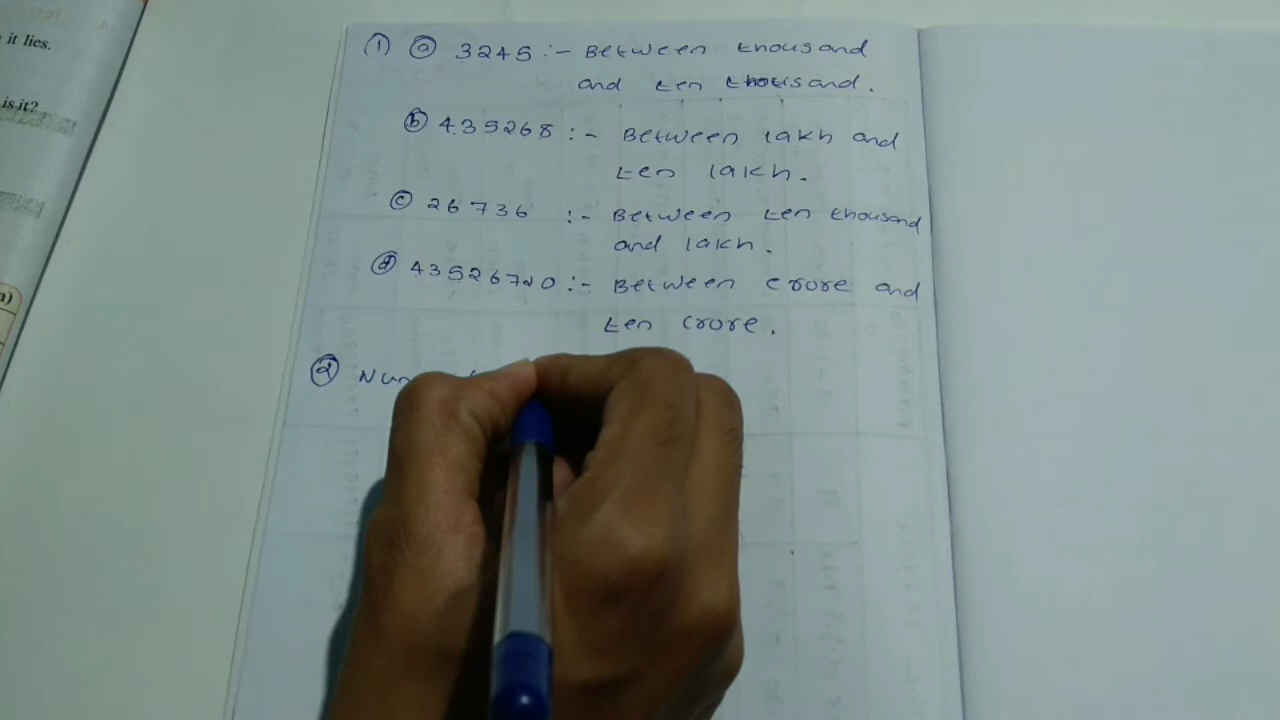 it lies.
is it?
① ⓐ 3245 :- Between thousand
and ten thousand.
ⓑ 435268 :- Between lakh and
ten lakh.
ⓒ 26736 :- Between ten thousand
and lakh.
ⓓ 43526720 :- Between crore and
ten crore.
②